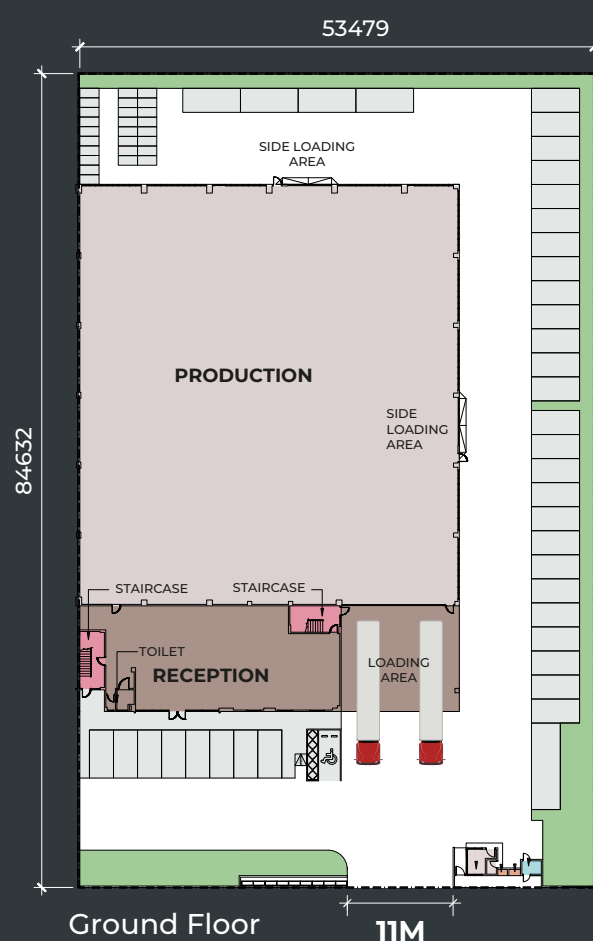 53479
SIDE LOADING
AREA
PRODUCTION
SIDE
LOADING
AREA
84632
STAIRCASE
STAIRCASE
TOILET
RECEPTION
LOADING
AREA
Ground Floor
11M